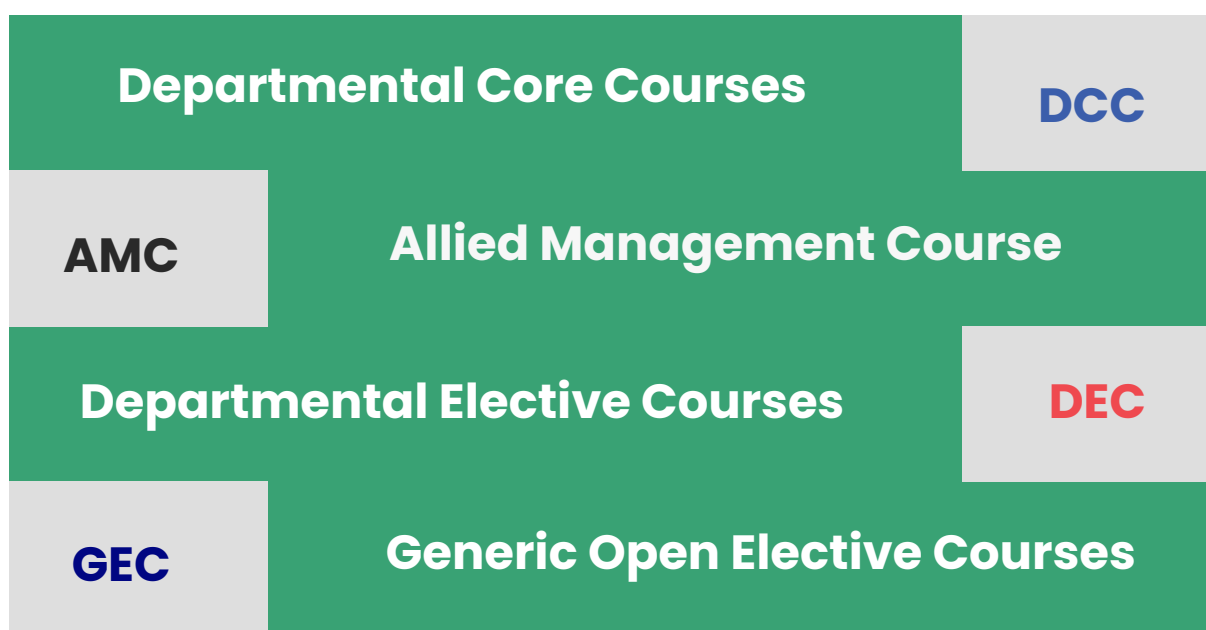 Departmental Core Courses
DCC
AMC
Allied Management Course
Departmental Elective Courses
DEC
GEC
Generic Open Elective Courses